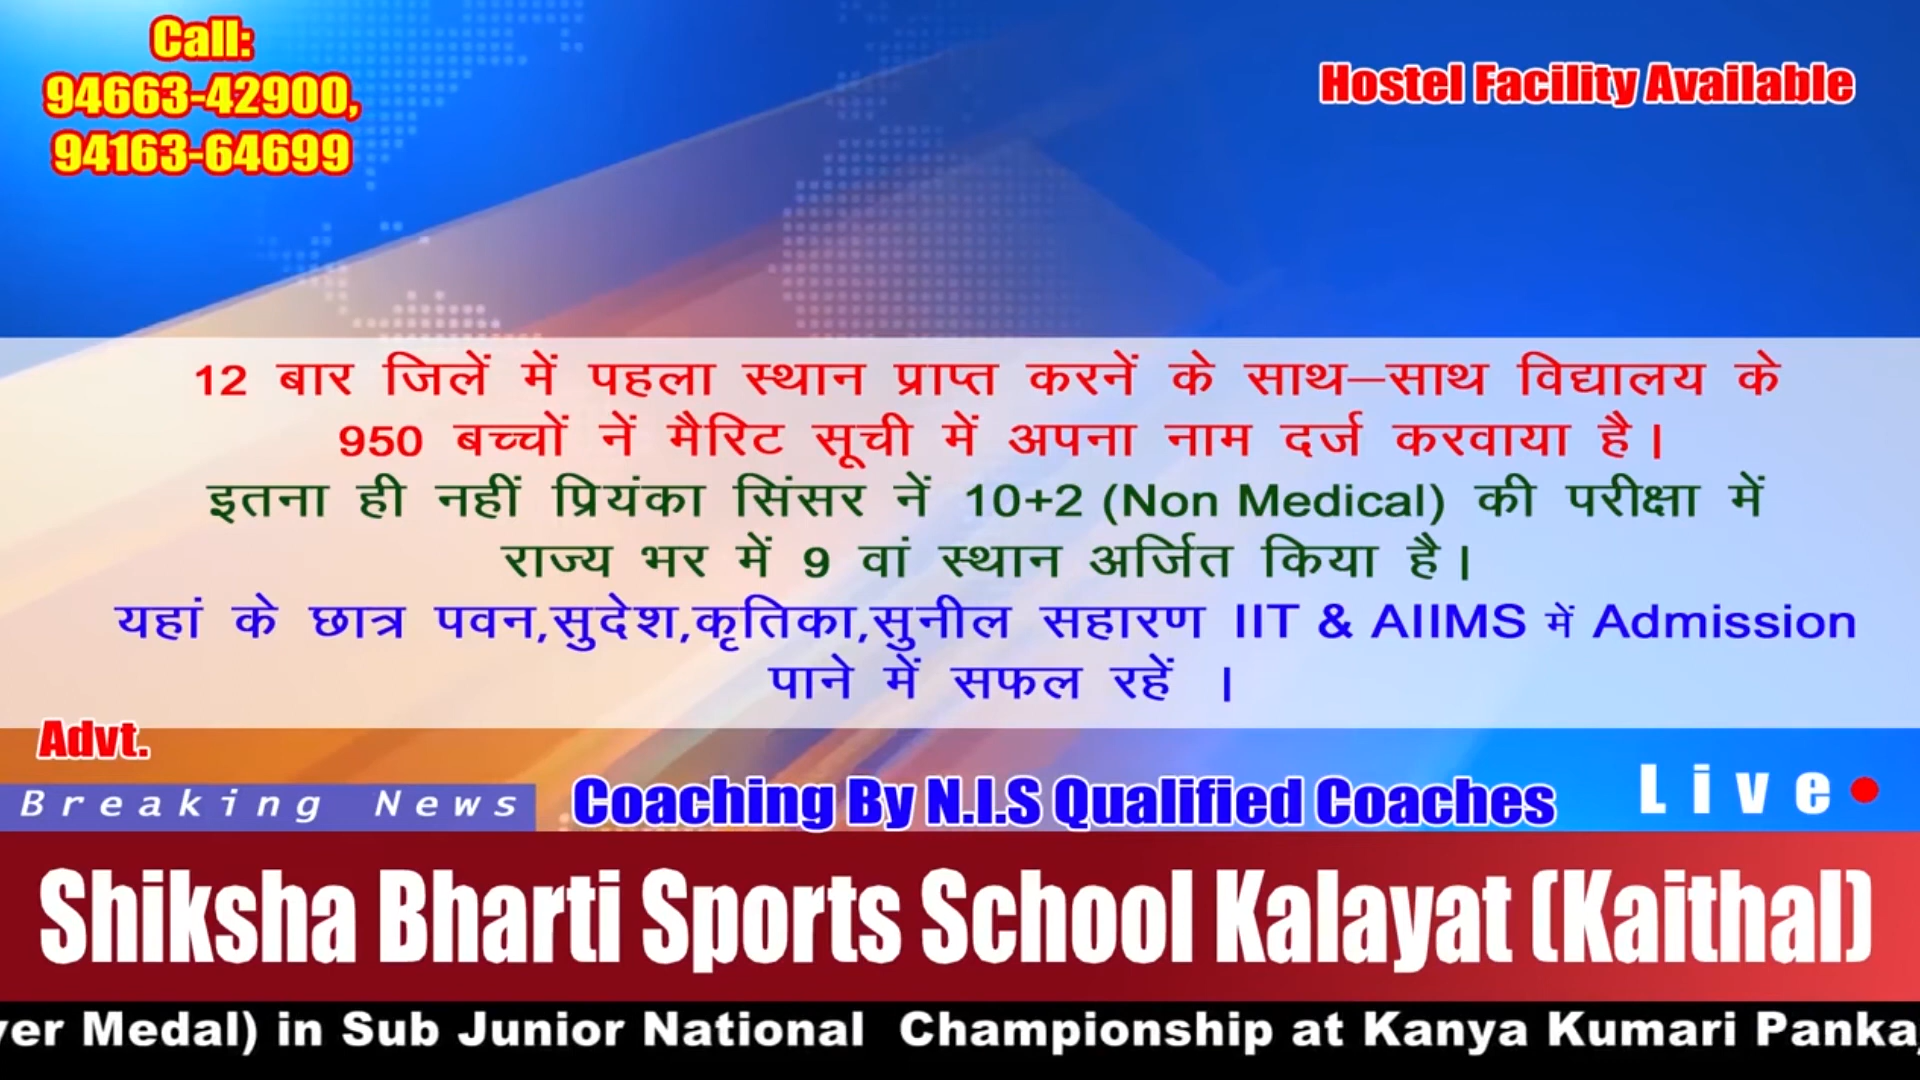 Call:
94663-42900,
94163-64699
Hostel Facility Available
12 बार जिलें में पहला स्थान प्राप्त करनें के साथ–साथ विद्यालय के
950 बच्चों नें मैरिट सूची में अपना नाम दर्ज करवाया है।
इतना ही नहीं प्रियंका सिंसर नें 10+2 (Non Medical) की परीक्षा में
राज्य भर में 9 वां स्थान अर्जित किया है।
यहां के छात्र पवन,सुदेश,कृतिका,सुनील सहारण IIT & AIIMS में Admission
पाने में सफल रहें ।
Advt.
Breaking News
Coaching By N.I.S Qualified Coaches
Live
Shiksha Bharti Sports School Kalayat (Kaithal)
Medal) in Sub Junior National Championship at Kanya Kumari